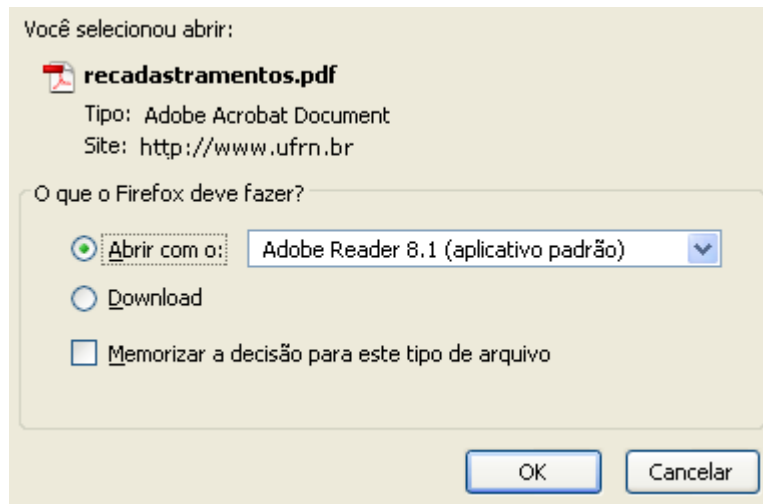 Você selecionou abrir:
recadastramentos.pdf
Tipo: Adobe Acrobat Document
Site: http://www.ufrn.br
O que o Firefox deve fazer?
Abrir com o: Adobe Reader 8.1 (aplicativo padrão)
Download
Memorizar a decisão para este tipo de arquivo
OK Cancelar